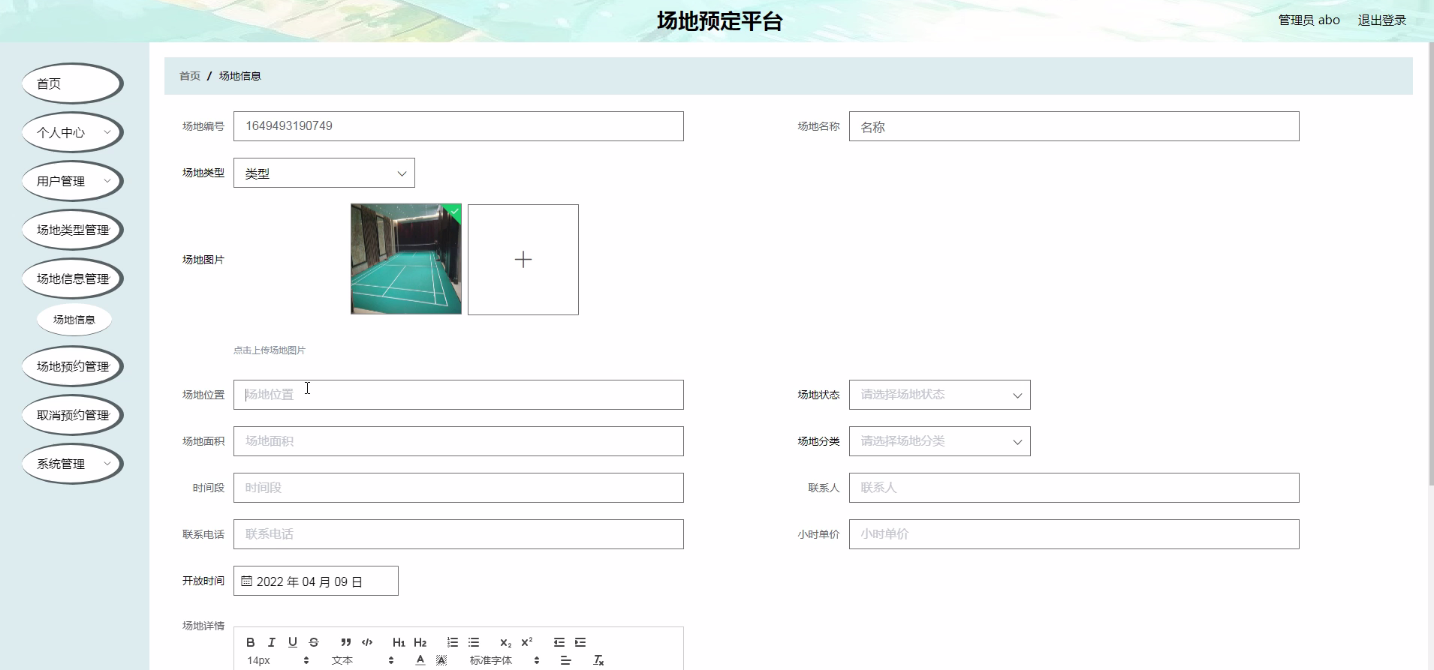 场地预定平台
管理员 abo 退出登录
首页
个人中心
用户管理
场地类型管理
场地信息管理
场地信息
场地预约管理
取消预约管理
系统管理
首页 / 场地信息
场地编号 1649493190749 场地名称 名称
场地类型 类型
场地图片
点击上传场地图片
场地位置 场地位置 场地状态 请选择场地状态
场地面积 场地面积 场地分类 请选择场地分类
时间段 时间段 联系人 联系人
联系电话 联系电话 小时单价 小时单价
开放时间 2022 年 04 月 09 日
场地详情
B I U S H1 H2 X2 X2
14px 文本 A A 标准字体 Tx